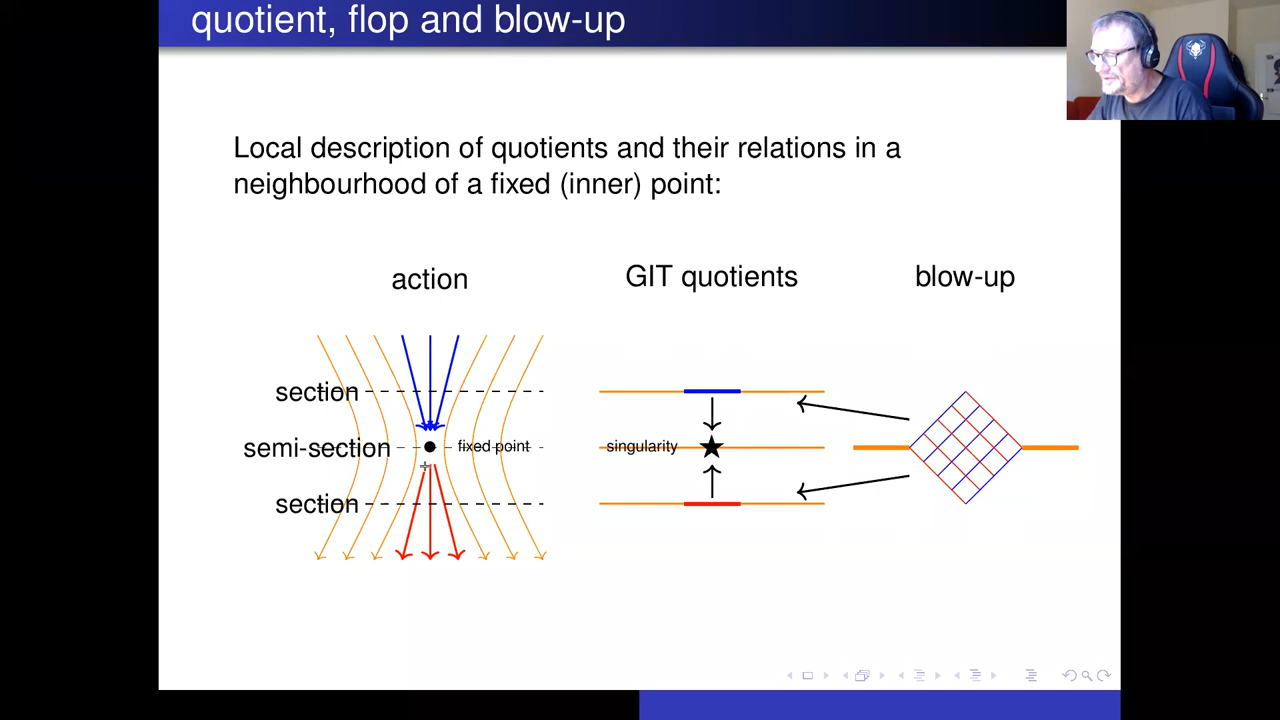 quotient, flop and blow-up
Local description of quotients and their relations in a
neighbourhood of a fixed (inner) point:
action
GIT quotients
blow-up
section
semi-section
fixed point
singularity
section